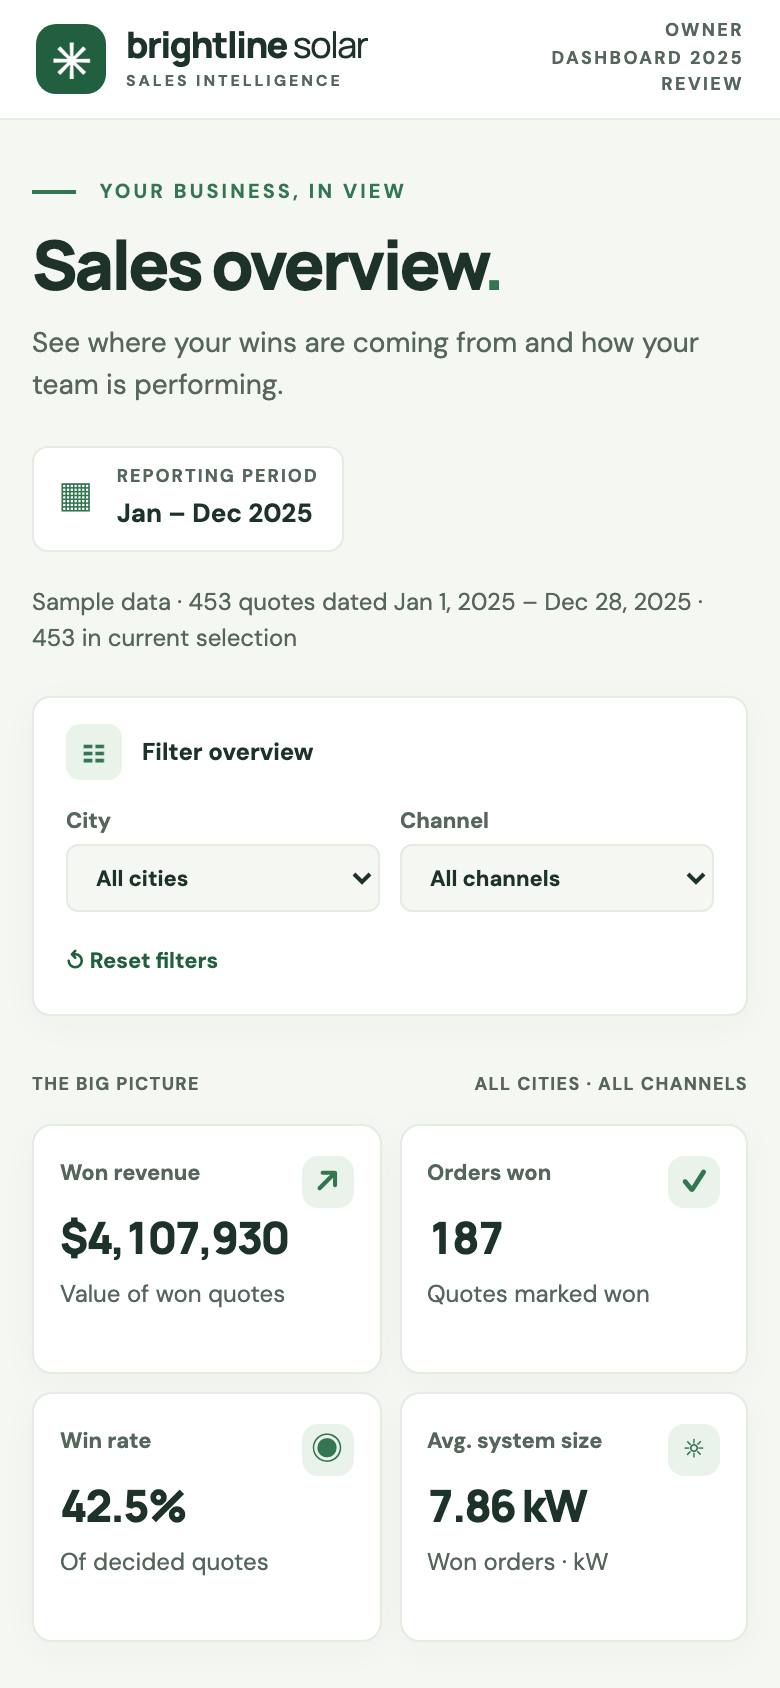 brightline solar
SALES INTELLIGENCE
OWNER
DASHBOARD 2025
REVIEW
YOUR BUSINESS, IN VIEW
Sales overview.
See where your wins are coming from and how your
team is performing.
REPORTING PERIOD
Jan – Dec 2025
Sample data · 453 quotes dated Jan 1, 2025 – Dec 28, 2025 ·
453 in current selection
Filter overview
City
Channel
All cities
All channels
↺ Reset filters
THE BIG PICTURE
ALL CITIES · ALL CHANNELS
Won revenue
$4,107,930
Value of won quotes
Orders won
187
Quotes marked won
Win rate
42.5%
Of decided quotes
Avg. system size
7.86 kW
Won orders · kW